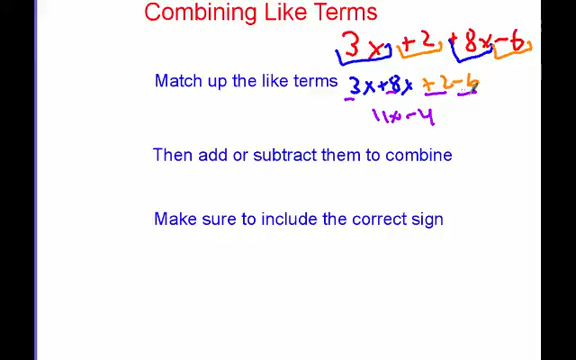 Combining Like Terms
3x +2 +8x -6
Match up the like terms 3x+8x +2-6
11x-4
Then add or subtract them to combine
Make sure to include the correct sign